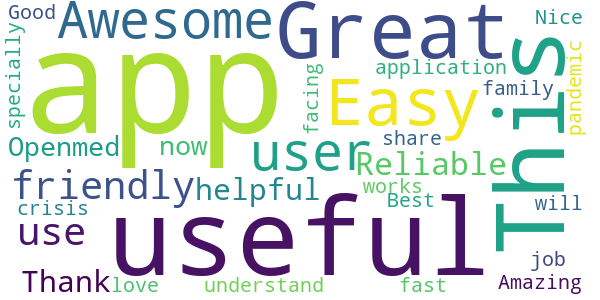 Good
Awesome
Great
Nice
specially
app
facing
application
Easy
family
This
pandemic
Openmed
now
user
share
Reliable
friendly
helpful
works
Best
crisis
use
useful
will
job
Thank
love
understand
fast
Amazing